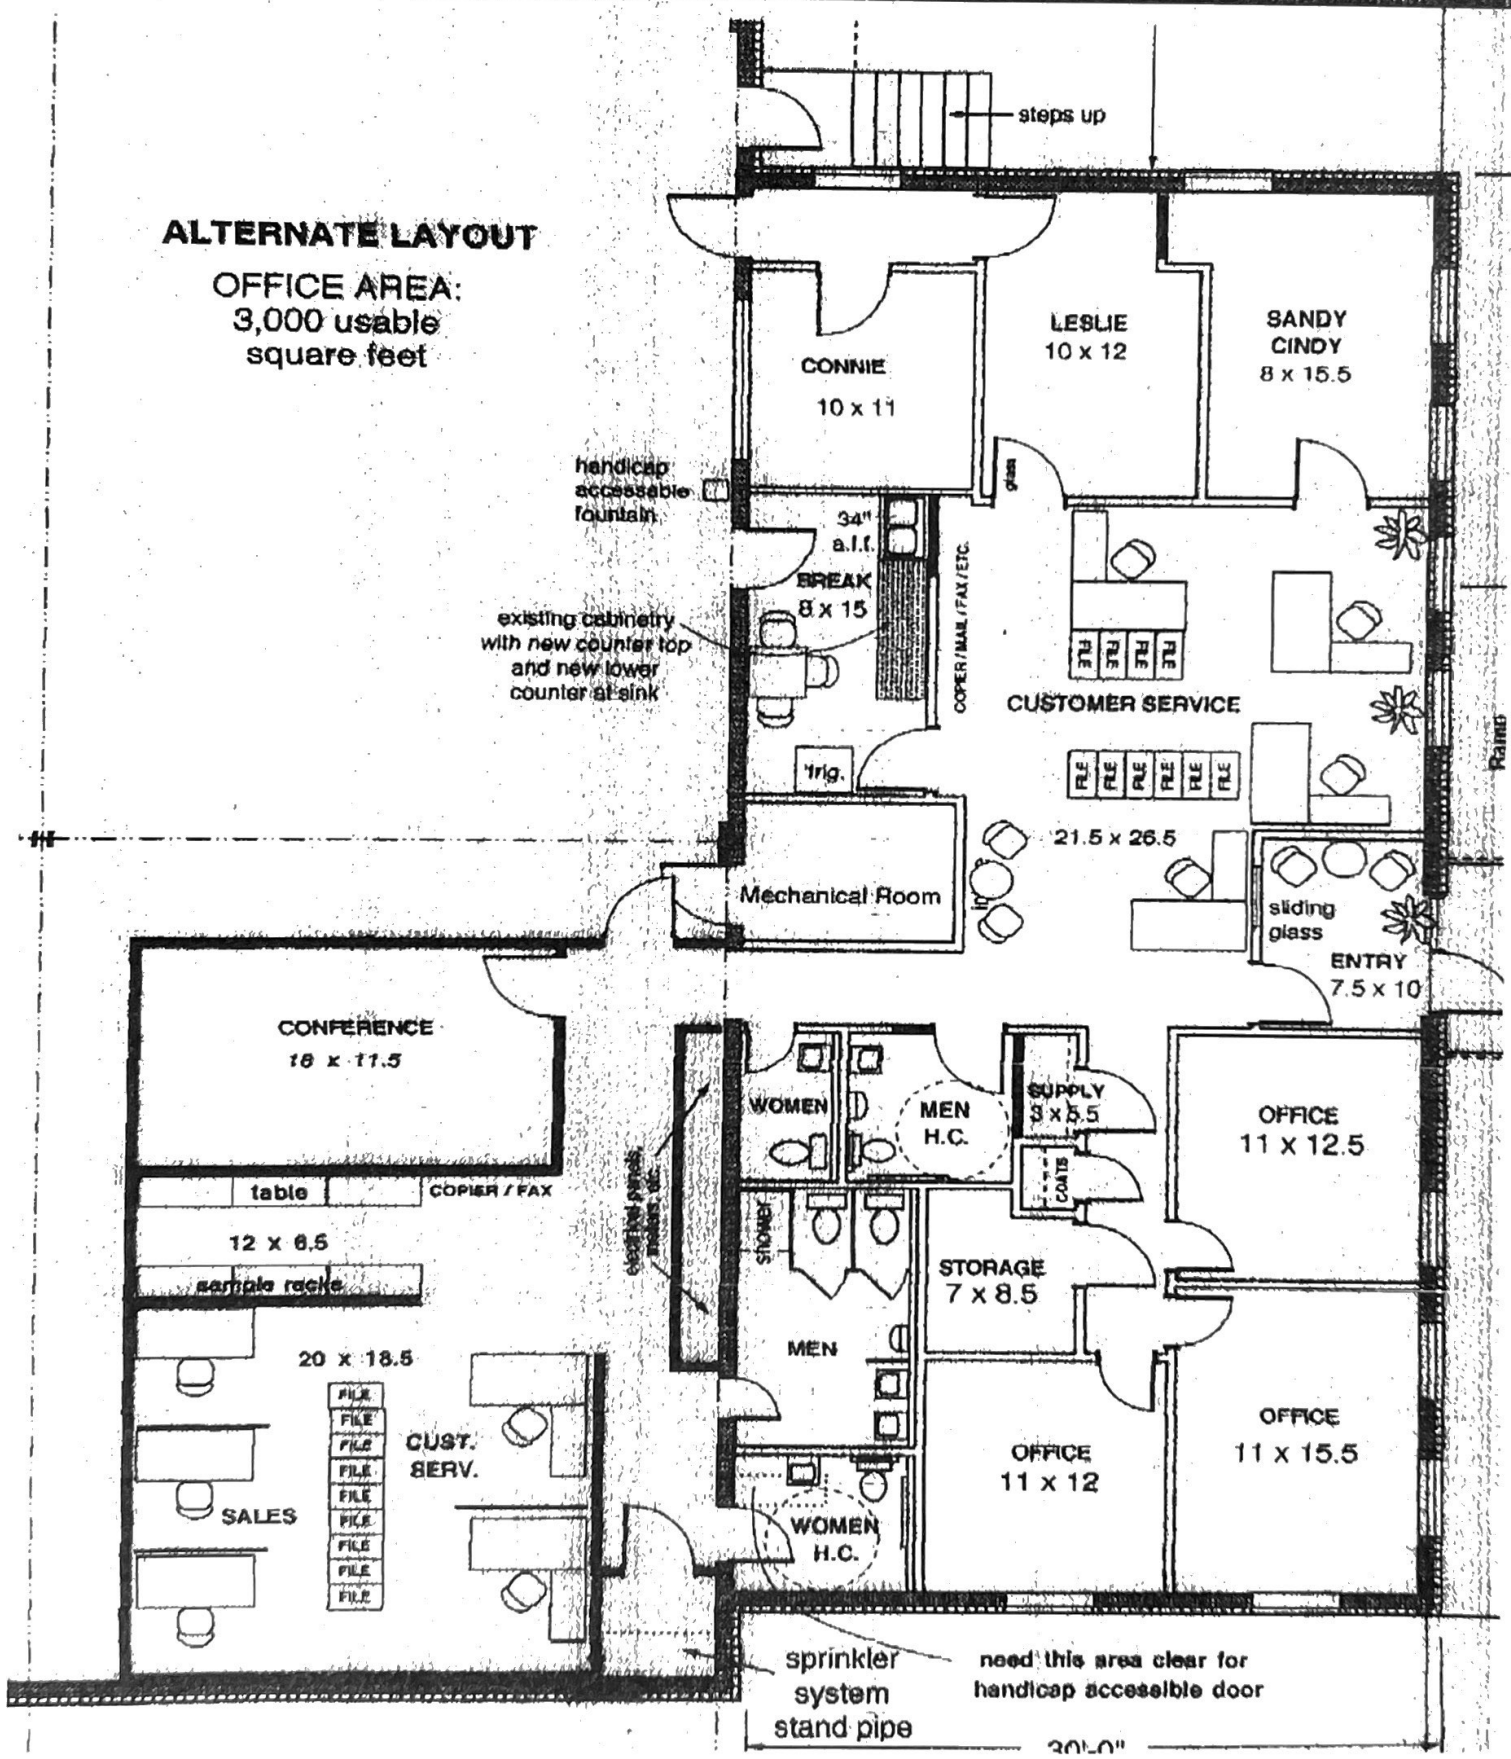 steps up
ALTERNATE LAYOUT
OFFICE AREA:
3,000 usable
square feet
LESLIE
10 x 12
SANDY
CINDY
8 x 15.5
CONNIE
10 x 11
glass
handicap
accessable
fountain
34"
a.f.f.
BREAK
8 x 15
COPIER / MAIL / FAX / ETC.
existing cabinetry
with new counter top
and new lower
counter at sink
FILE
FILE
FILE
FILE
CUSTOMER SERVICE
Ramp
frig.
FILE
FILE
FILE
FILE
FILE
FILE
21.5 x 26.5
Mechanical Room
sliding
glass
ENTRY
7.5 x 10
CONFERENCE
18 x 11.5
WOMEN
MEN
H.C.
SUPPLY
3 x 5.5
OFFICE
11 x 12.5
COATS
table
COPIER / FAX
electrical panels,
meters, etc.
shower
12 x 6.5
sample racks
STORAGE
7 x 8.5
MEN
20 x 18.5
FILE
FILE
FILE
FILE
FILE
FILE
FILE
FILE
FILE
CUST.
SERV.
SALES
OFFICE
11 x 12
OFFICE
11 x 15.5
WOMEN
H.C.
sprinkler
system
stand pipe
need this area clear for
handicap accessible door
30'-0"